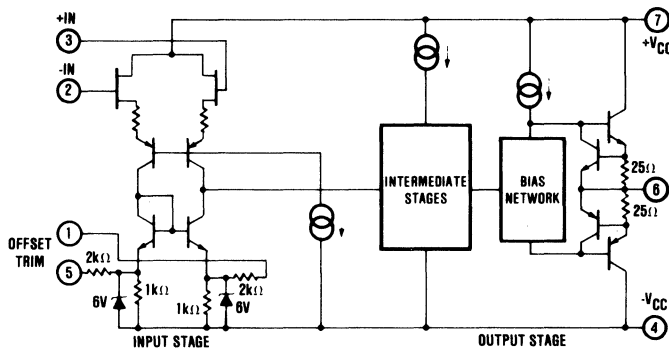 +IN
3
-IN
2
7
+VCC
INTERMEDIATE
STAGES
BIAS
NETWORK
25Ω
6
25Ω
1
OFFSET
TRIM
5
2kΩ
6V
1kΩ
1kΩ
2kΩ
6V
-VCC
4
INPUT STAGE
OUTPUT STAGE